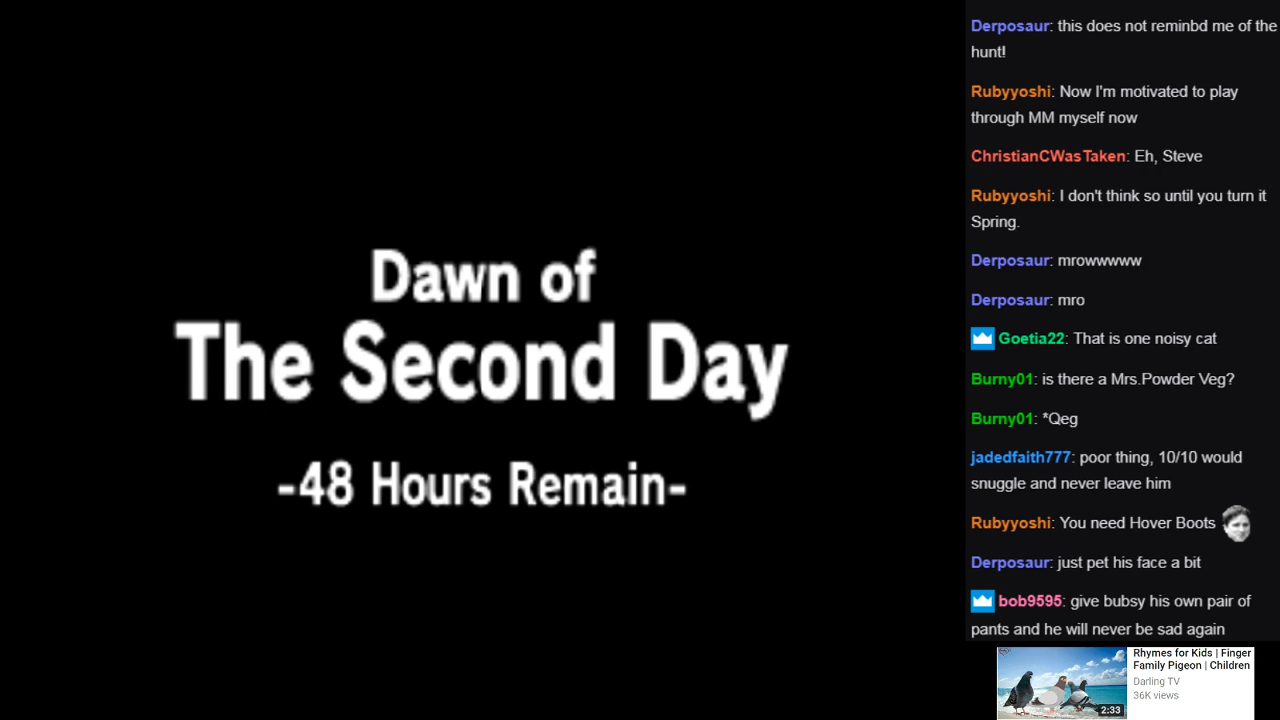 Dawn of
The Second Day
-48 Hours Remain-
Derposaur: this does not reminbd me of the
hunt!
Rubyyoshi: Now I'm motivated to play
through MM myself now
ChristianCWasTaken: Eh, Steve
Rubyyoshi: I don't think so until you turn it
Spring.
Derposaur: mrowwwww
Derposaur: mro
Goetia22: That is one noisy cat
Burny01: is there a Mrs.Powder Veg?
Burny01: *Qeg
jadedfaith777: poor thing, 10/10 would
snuggle and never leave him
Rubyyoshi: You need Hover Boots
Derposaur: just pet his face a bit
bob9595: give bubsy his own pair of
pants and he will never be sad again
Rhymes for Kids | Finger
Family Pigeon | Children
Darling TV
36K views
2:33